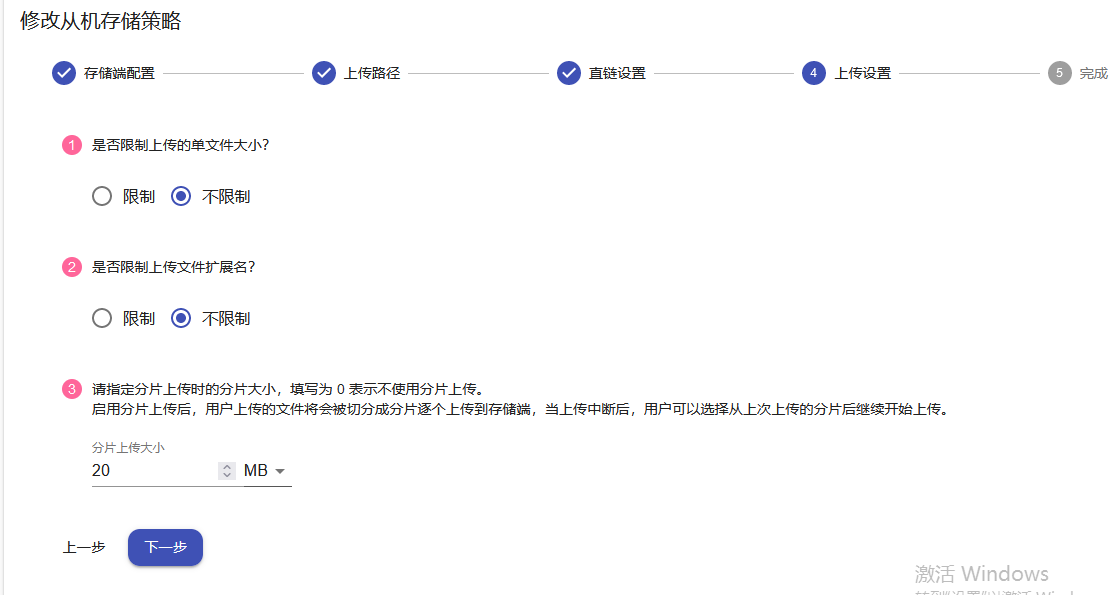 修改从机存储策略
存储端配置 上传路径 直链设置 4 上传设置 5 完成
1 是否限制上传的单文件大小?
限制 不限制
2 是否限制上传文件扩展名?
限制 不限制
3 请指定分片上传时的分片大小，填写为 0 表示不使用分片上传。
启用分片上传后，用户上传的文件将会被切分成分片逐个上传到存储端，当上传中断后，用户可以选择从上次上传的分片后继续开始上传。
分片上传大小
20 MB
上一步 下一步
激活 Windows